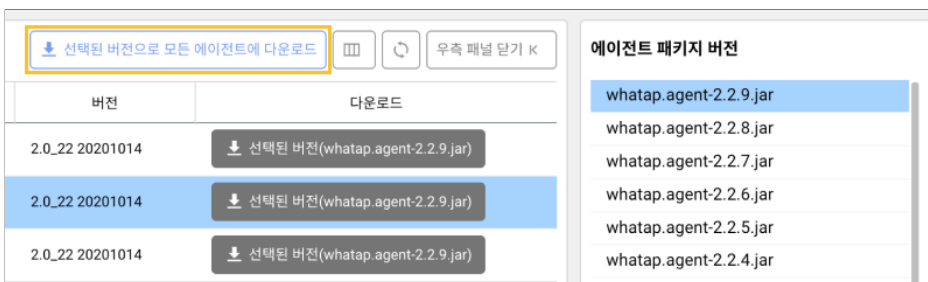 선택된 버전으로 모든 에이전트에 다운로드
우측 패널 닫기 K
버전 다운로드
2.0_22 20201014 선택된 버전(whatap.agent-2.2.9.jar)
2.0_22 20201014 선택된 버전(whatap.agent-2.2.9.jar)
2.0_22 20201014 선택된 버전(whatap.agent-2.2.9.jar)
에이전트 패키지 버전
whatap.agent-2.2.9.jar
whatap.agent-2.2.8.jar
whatap.agent-2.2.7.jar
whatap.agent-2.2.6.jar
whatap.agent-2.2.5.jar
whatap.agent-2.2.4.jar